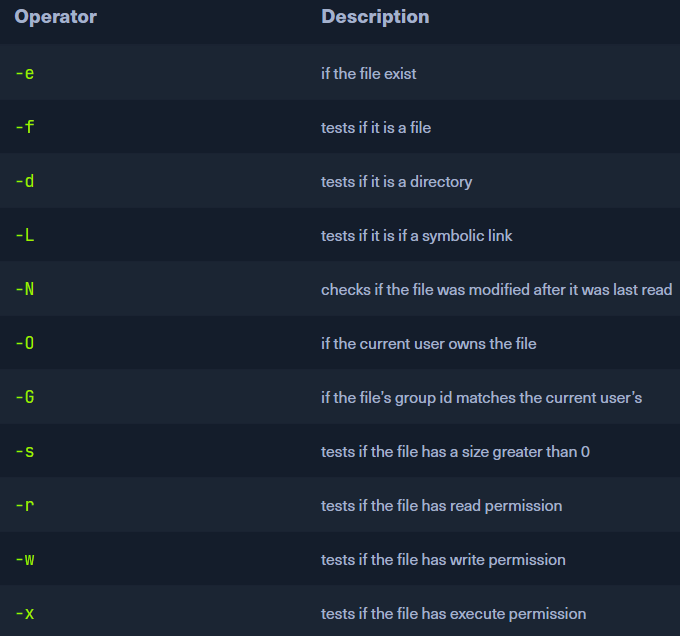 Operator Description
-e if the file exist
-f tests if it is a file
-d tests if it is a directory
-L tests if it is if a symbolic link
-N checks if the file was modified after it was last read
-O if the current user owns the file
-G if the file’s group id matches the current user’s
-s tests if the file has a size greater than 0
-r tests if the file has read permission
-w tests if the file has write permission
-x tests if the file has execute permission